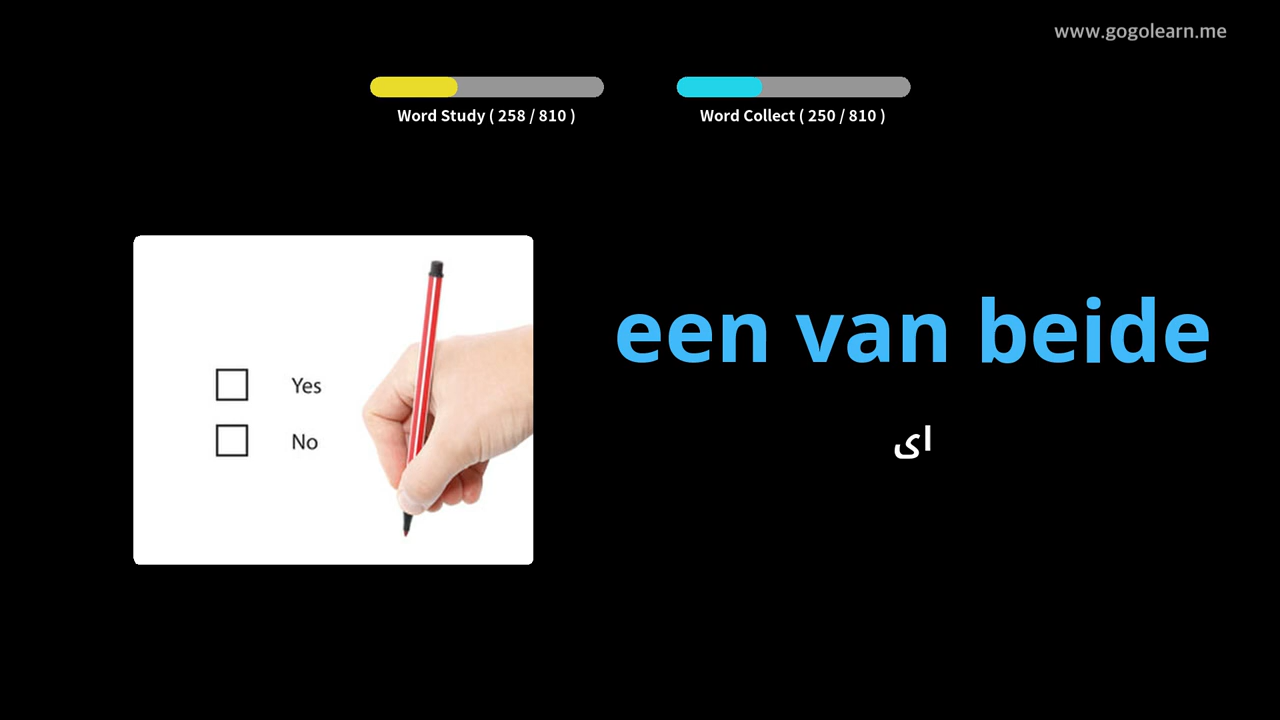 www.gogolearn.me
Word Study ( 258 / 810 )
Word Collect ( 250 / 810 )
Yes
No
een van beide
ای